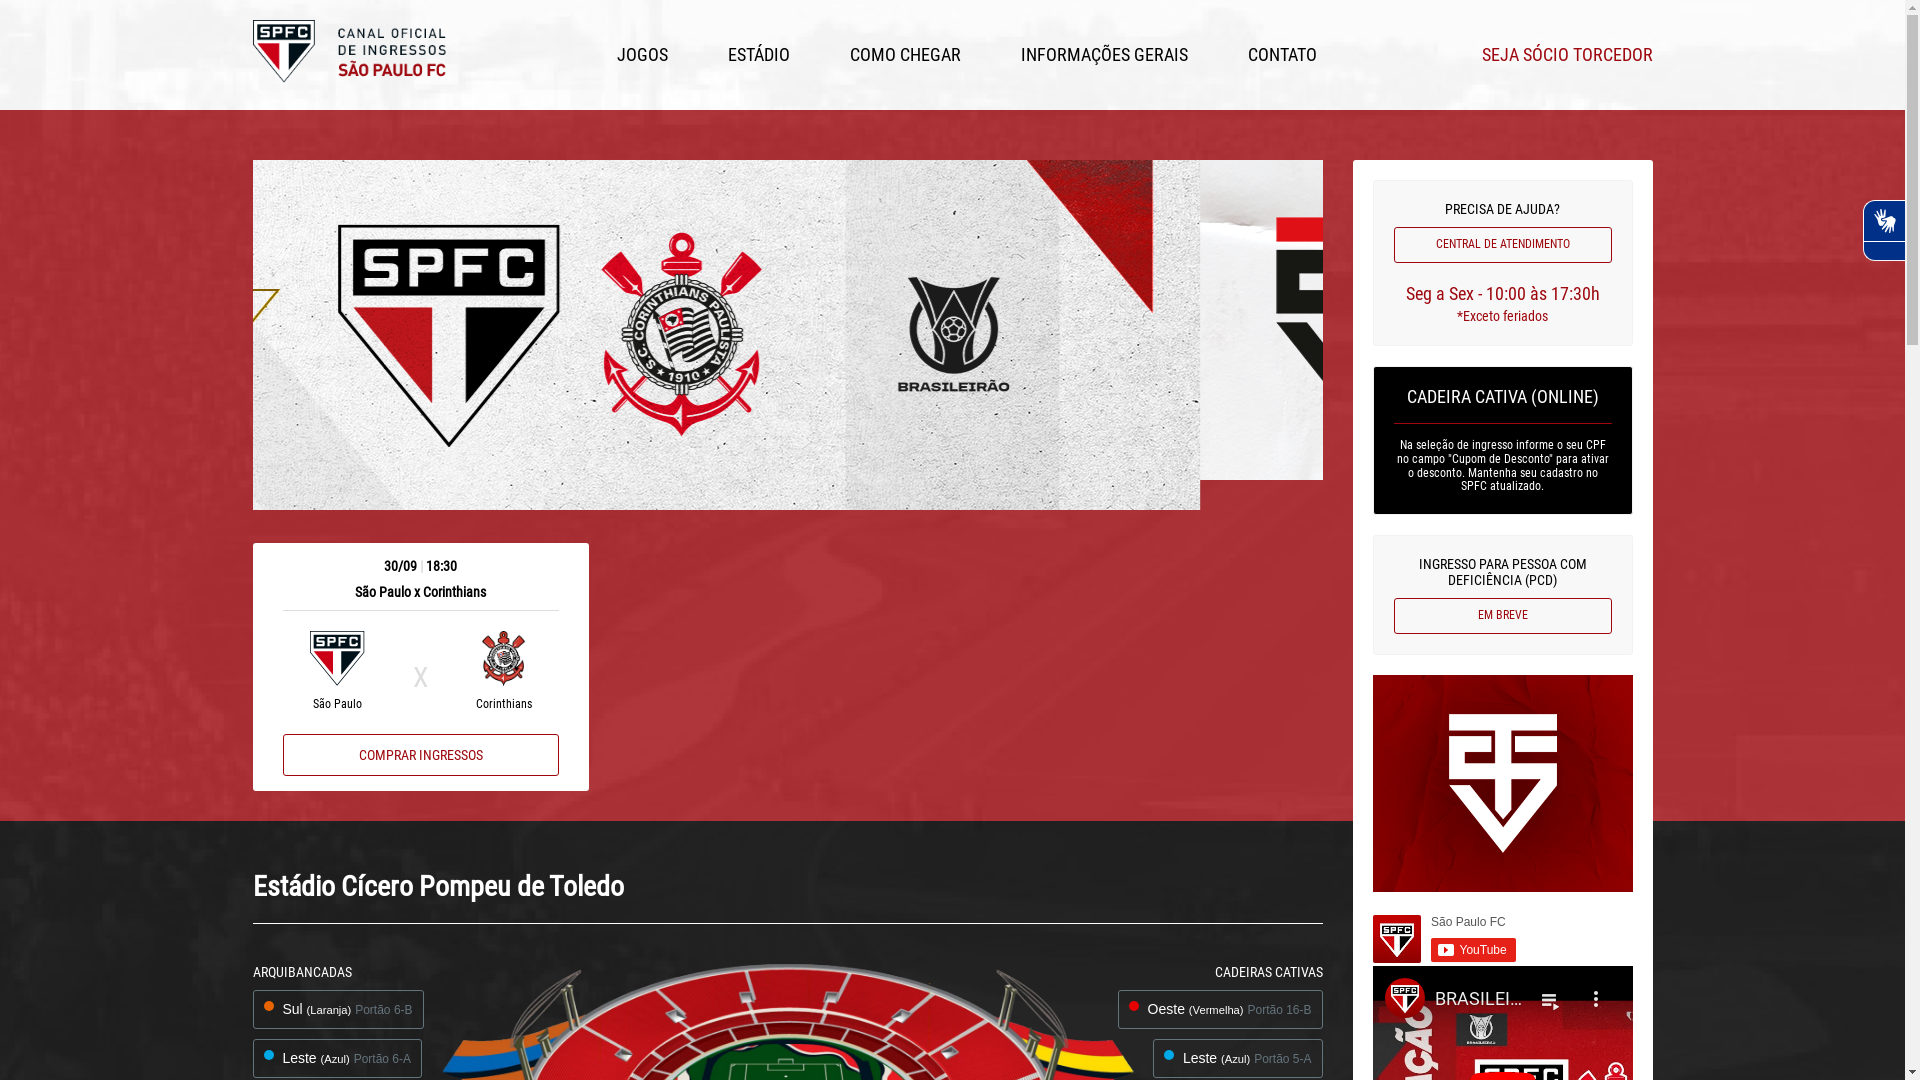 SPFC
CANAL OFICIAL
DE INGRESSOS
SÃO PAULO FC
JOGOS
ESTÁDIO
COMO CHEGAR
INFORMAÇÕES GERAIS
CONTATO
SEJA SÓCIO TORCEDOR
SPFC
S.C. CORINTHIANS PAULISTA
1910
BRASILEIRÃO
PRECISA DE AJUDA?
CENTRAL DE ATENDIMENTO
Seg a Sex - 10:00 às 17:30h
*Exceto feriados
CADEIRA CATIVA (ONLINE)
Na seleção de ingresso informe o seu CPF
no campo "Cupom de Desconto" para ativar
o desconto. Mantenha seu cadastro no
SPFC atualizado.
30/09 | 18:30
São Paulo x Corinthians
SPFC
X
São Paulo
Corinthians
COMPRAR INGRESSOS
INGRESSO PARA PESSOA COM
DEFICIÊNCIA (PCD)
EM BREVE
Estádio Cícero Pompeu de Toledo
ARQUIBANCADAS
Sul (Laranja) Portão 6-B
Leste (Azul) Portão 6-A
CADEIRAS CATIVAS
Oeste (Vermelha) Portão 16-B
Leste (Azul) Portão 5-A
SPFC
São Paulo FC
YouTube
SPFC
BRASILEI...